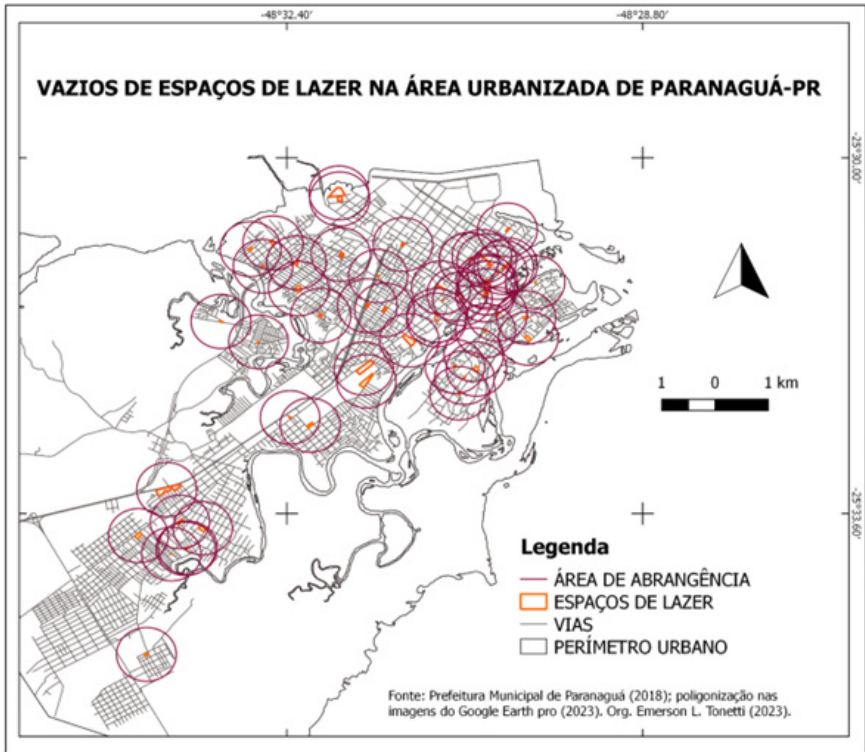 -48°32.40'
-48°28.80'
VAZIOS DE ESPAÇOS DE LAZER NA ÁREA URBANIZADA DE PARANAGUÁ-PR
-25°30.00'
1 0 1 km
-25°33.60'
Legenda
ÁREA DE ABRANGÊNCIA
ESPAÇOS DE LAZER
VIAS
PERÍMETRO URBANO
Fonte: Prefeitura Municipal de Paranaguá (2018); poligonização nas
imagens do Google Earth pro (2023). Org. Emerson L. Tonetti (2023).